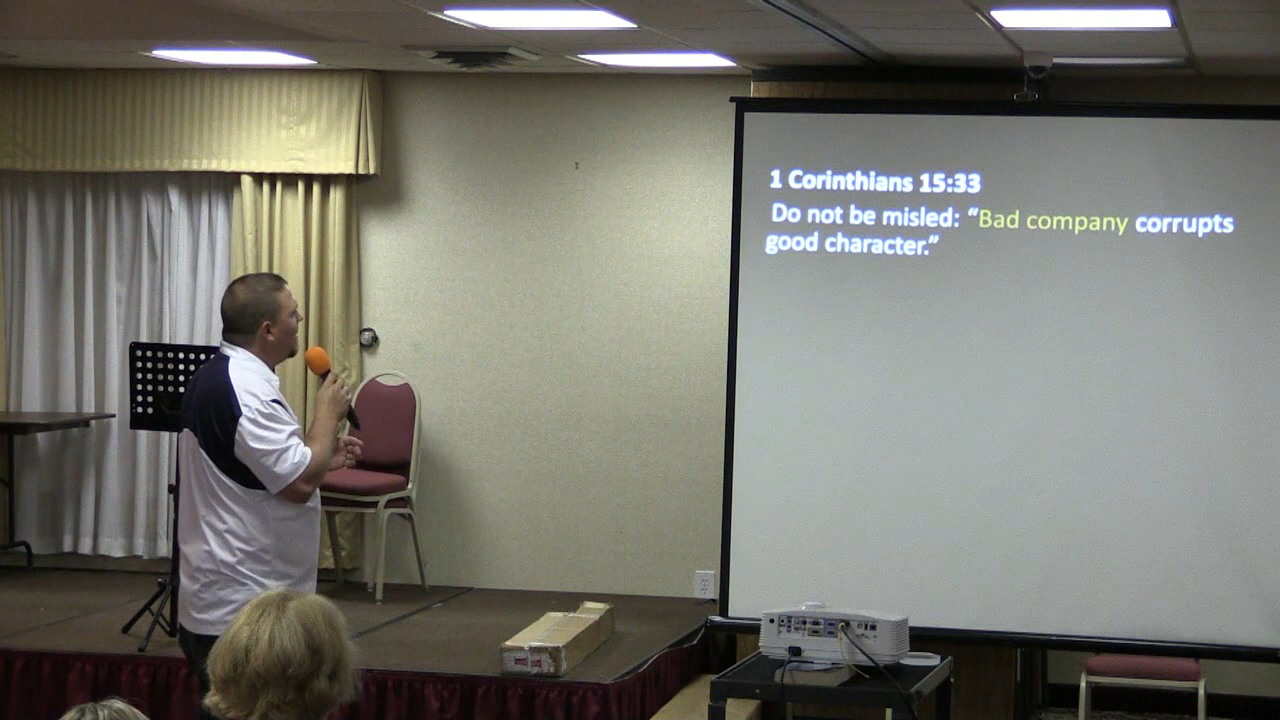 1 Corinthians 15:33
Do not be misled: “Bad company corrupts
good character.”